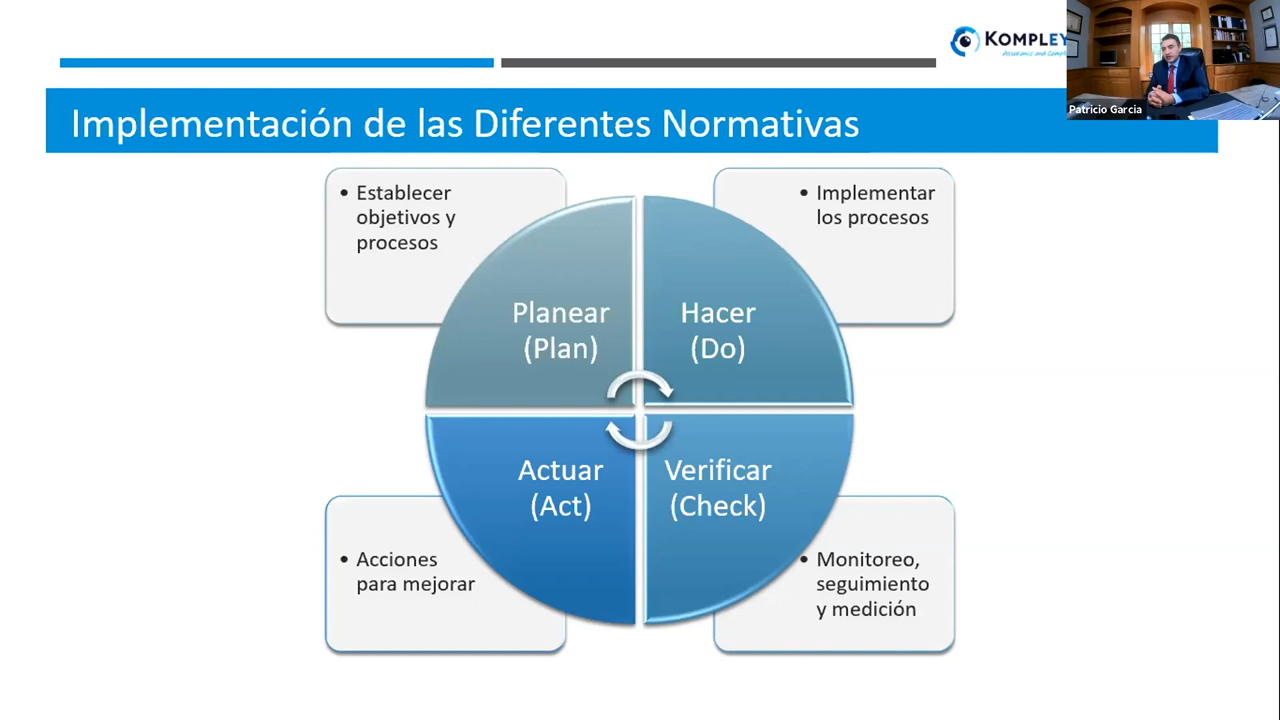 KOMPLEY
Patricio Garcia
Implementación de las Diferentes Normativas
• Establecer
objetivos y
procesos
• Implementar
los procesos
Planear
(Plan)
Hacer
(Do)
Actuar
(Act)
Verificar
(Check)
• Acciones
para mejorar
• Monitoreo,
seguimiento
y medición